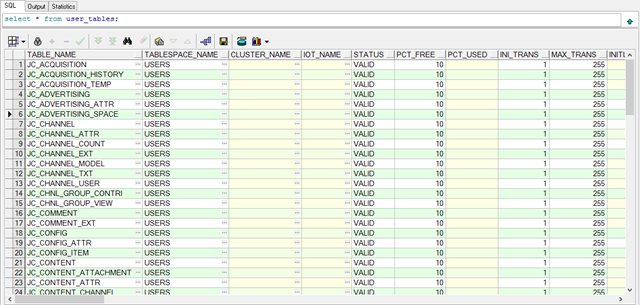 SQL Output Statistics
select * from user_tables;
TABLE_NAME TABLESPACE_NAME CLUSTER_NAME IOT_NAME STATUS PCT_FREE PCT_USED INI_TRANS MAX_TRANS INITI
1 JC_ACQUISITION ... USERS ... ... ... VALID 10 1 255
2 JC_ACQUISITION_HISTORY ... USERS ... ... ... VALID 10 1 255
3 JC_ACQUISITION_TEMP ... USERS ... ... ... VALID 10 1 255
4 JC_ADVERTISING ... USERS ... ... ... VALID 10 1 255
5 JC_ADVERTISING_ATTR ... USERS ... ... ... VALID 10 1 255
6 JC_ADVERTISING_SPACE ... USERS ... ... ... VALID 10 1 255
7 JC_CHANNEL ... USERS ... ... ... VALID 10 1 255
8 JC_CHANNEL_ATTR ... USERS ... ... ... VALID 10 1 255
9 JC_CHANNEL_COUNT ... USERS ... ... ... VALID 10 1 255
10 JC_CHANNEL_EXT ... USERS ... ... ... VALID 10 1 255
11 JC_CHANNEL_MODEL ... USERS ... ... ... VALID 10 1 255
12 JC_CHANNEL_TXT ... USERS ... ... ... VALID 10 1 255
13 JC_CHANNEL_USER ... USERS ... ... ... VALID 10 1 255
14 JC_CHNL_GROUP_CONTRI ... USERS ... ... ... VALID 10 1 255
15 JC_CHNL_GROUP_VIEW ... USERS ... ... ... VALID 10 1 255
16 JC_COMMENT ... USERS ... ... ... VALID 10 1 255
17 JC_COMMENT_EXT ... USERS ... ... ... VALID 10 1 255
18 JC_CONFIG ... USERS ... ... ... VALID 10 1 255
19 JC_CONFIG_ATTR ... USERS ... ... ... VALID 10 1 255
20 JC_CONFIG_ITEM ... USERS ... ... ... VALID 10 1 255
21 JC_CONTENT ... USERS ... ... ... VALID 10 1 255
22 JC_CONTENT_ATTACHMENT ... USERS ... ... ... VALID 10 1 255
23 JC_CONTENT_ATTR ... USERS ... ... ... VALID 10 1 255
24 JC_CONTENT_CHANNEL ... USERS ... ... ... VALID 10 1 255